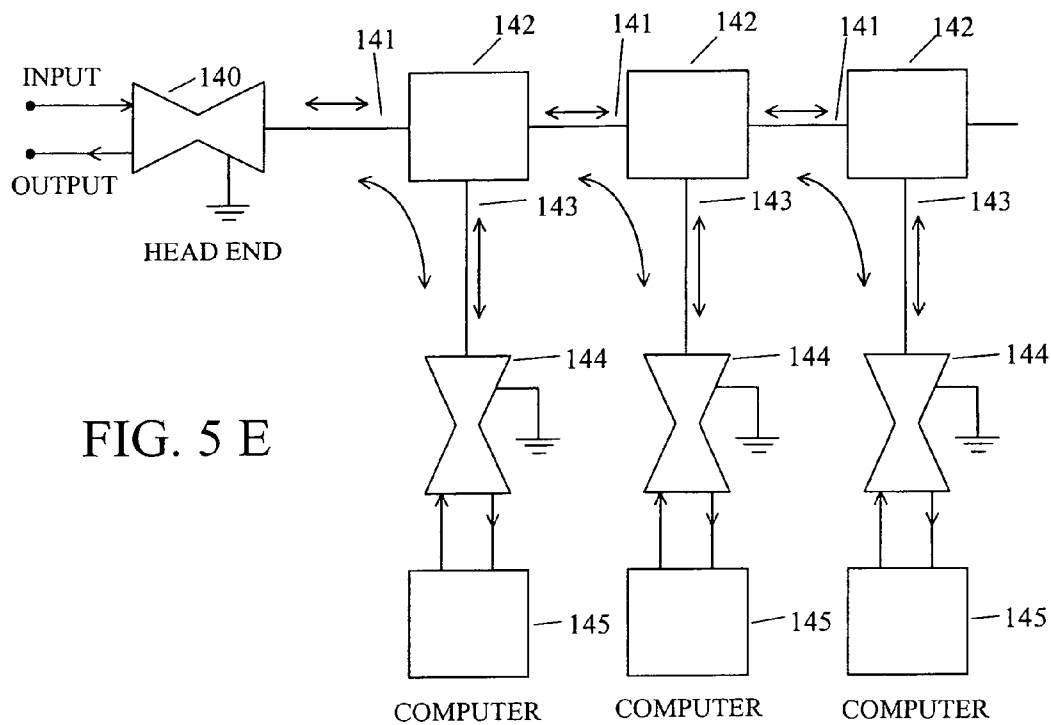 141 142 141 142 141 142
INPUT 140
OUTPUT
143 143 143
HEAD END
144 144 144
FIG. 5 E
145 145 145
COMPUTER COMPUTER COMPUTER